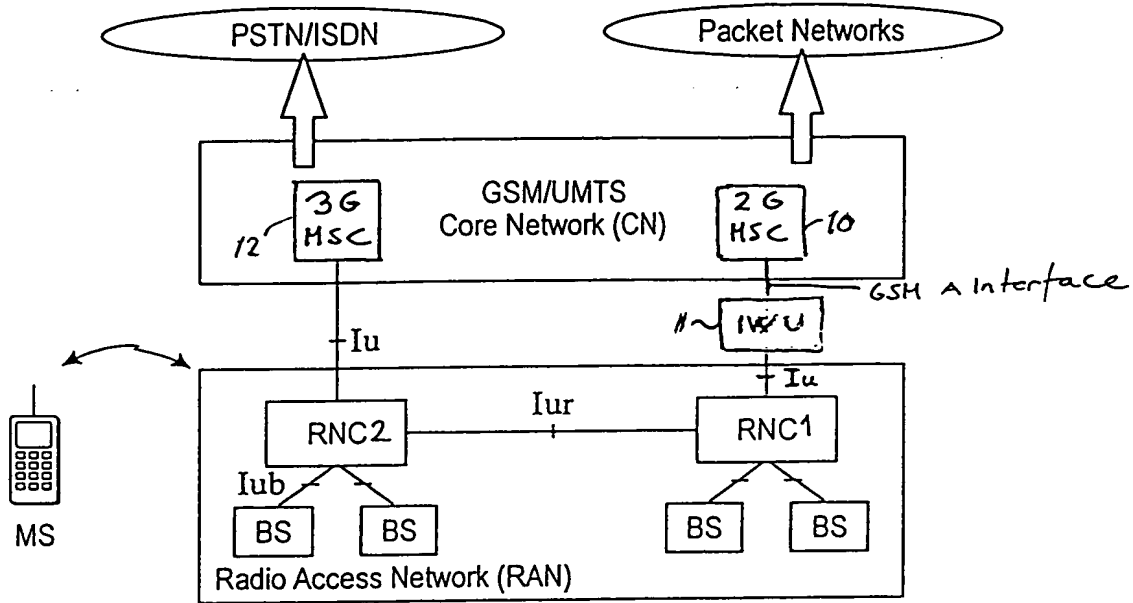 PSTN/ISDN
Packet Networks
3G
MSC
12
GSM/UMTS
Core Network (CN)
2G
MSC
10
GSM A Interface
11
IWU
Iu
Iu
RNC2
Iur
RNC1
Iub
BS
BS
BS
BS
MS
Radio Access Network (RAN)